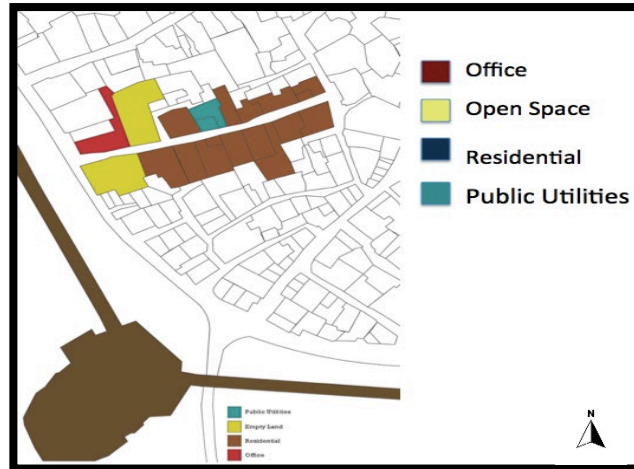 Office
Open Space
Residential
Public Utilities
N
Public Utilities
Empty Land
Residential
Office